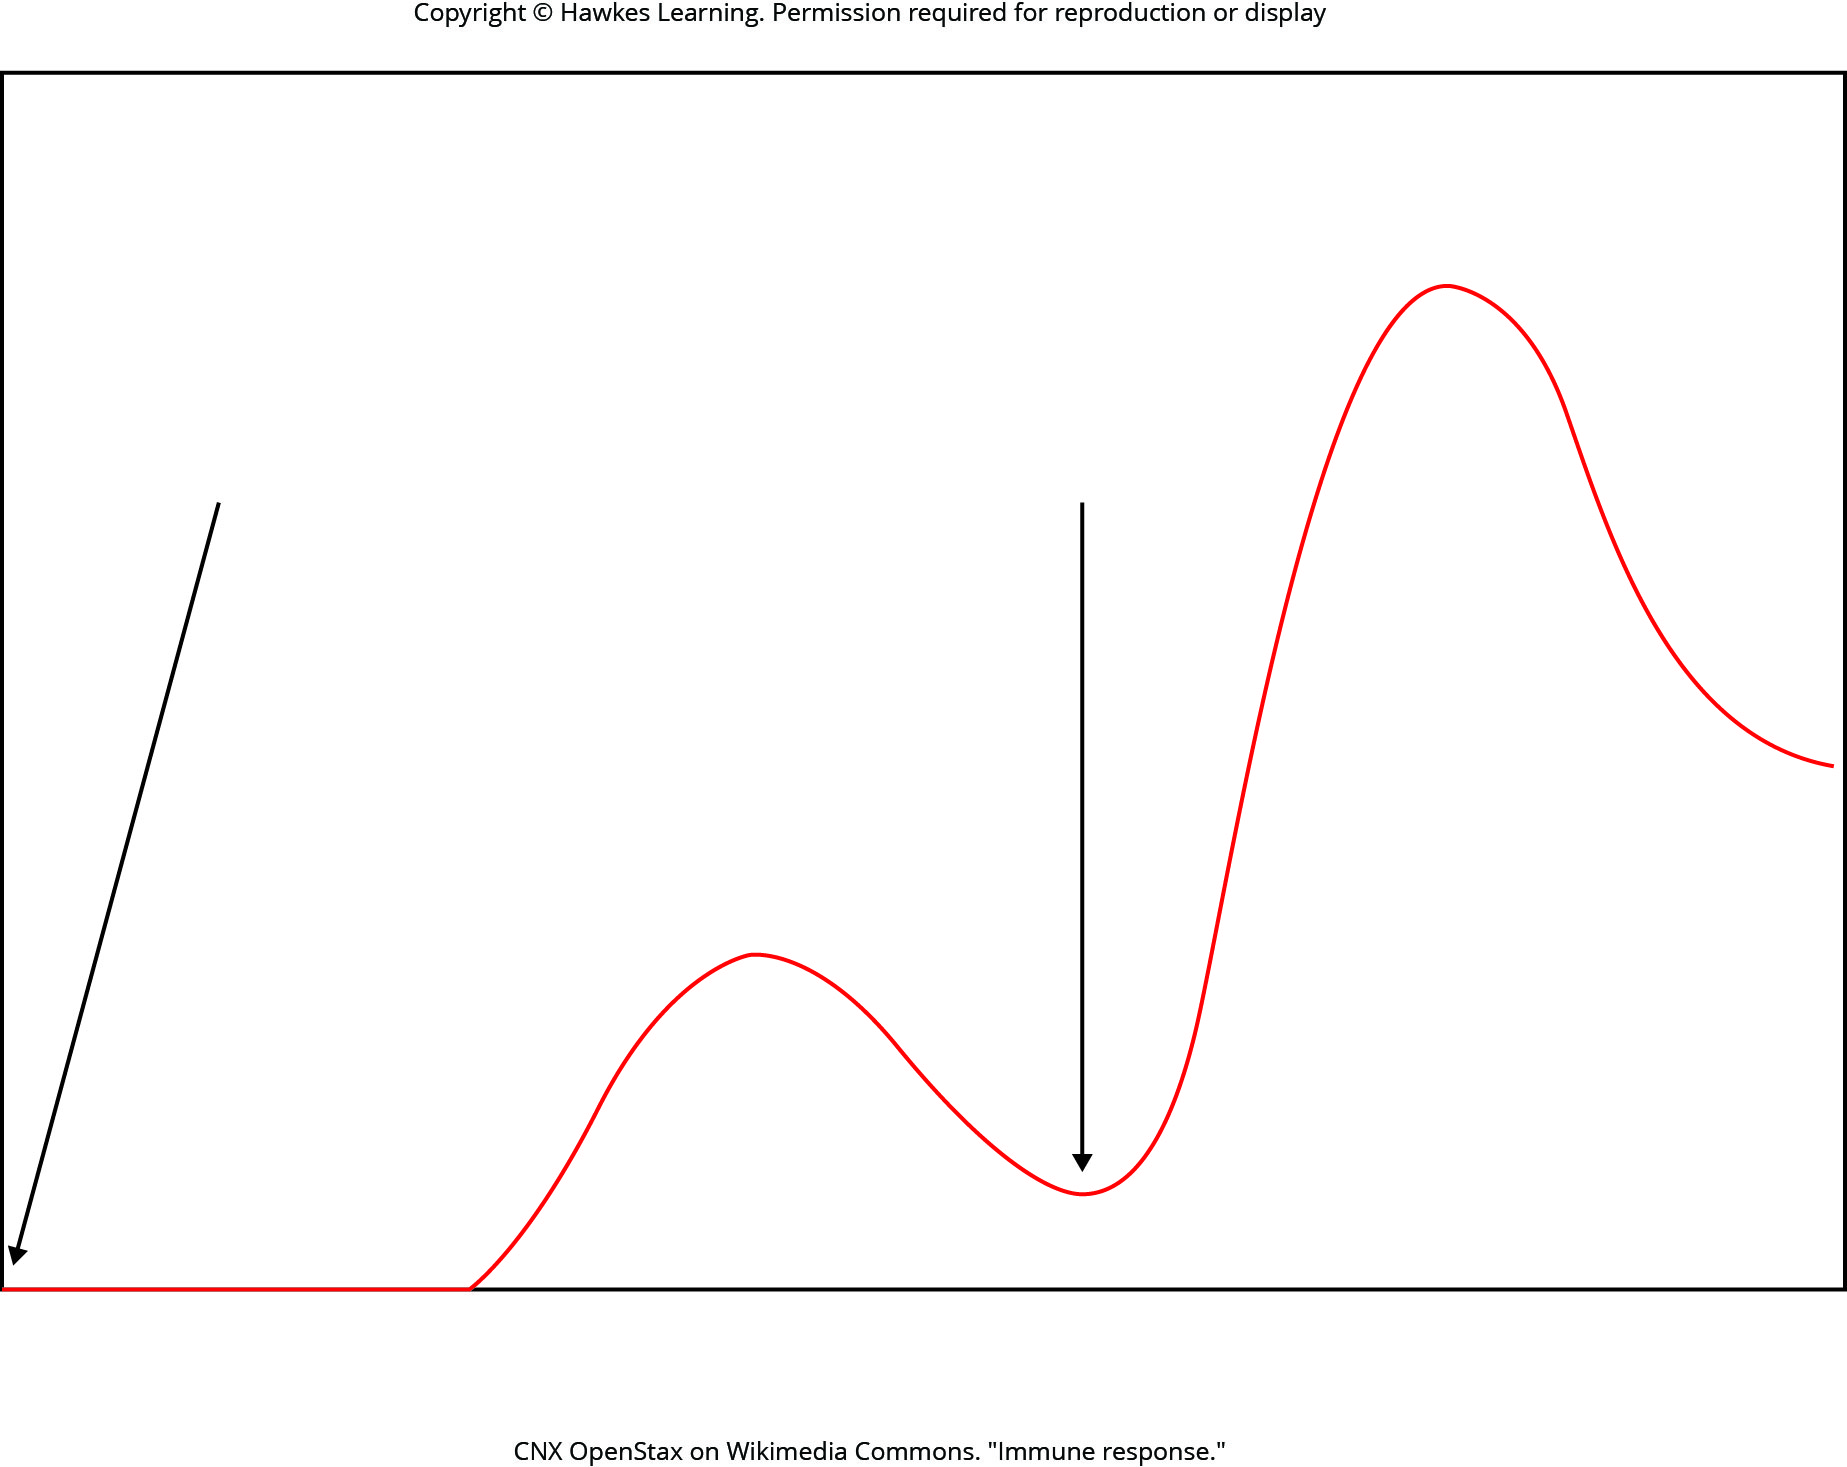 Copyright © Hawkes Learning. Permission required for reproduction or display
CNX OpenStax on Wikimedia Commons. "Immune response."